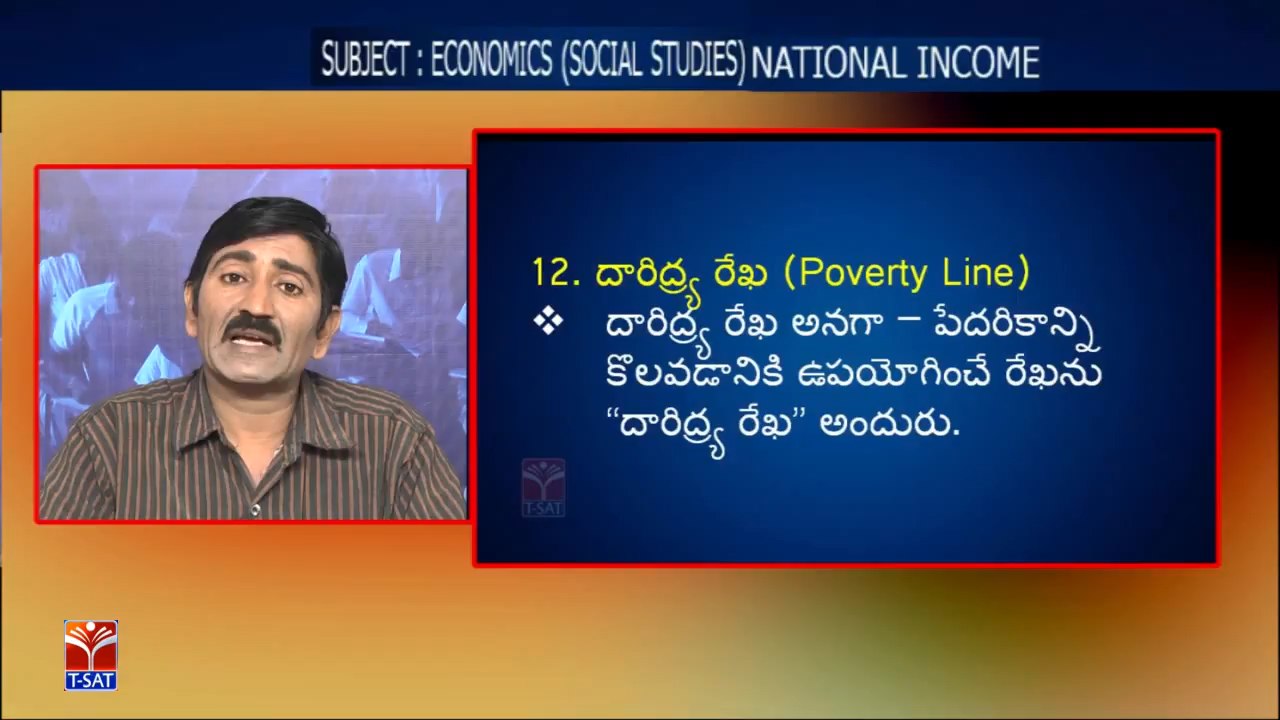 SUBJECT : ECONOMICS (SOCIAL STUDIES) NATIONAL INCOME
12. దారిద్ర్య రేఖ (Poverty Line)
❖ దారిద్ర్య రేఖ అనగా – పేదరికాన్ని
కొలవడానికి ఉపయోగించే రేఖను
“దారిద్ర్య రేఖ” అందురు.
T-SAT
T-SAT